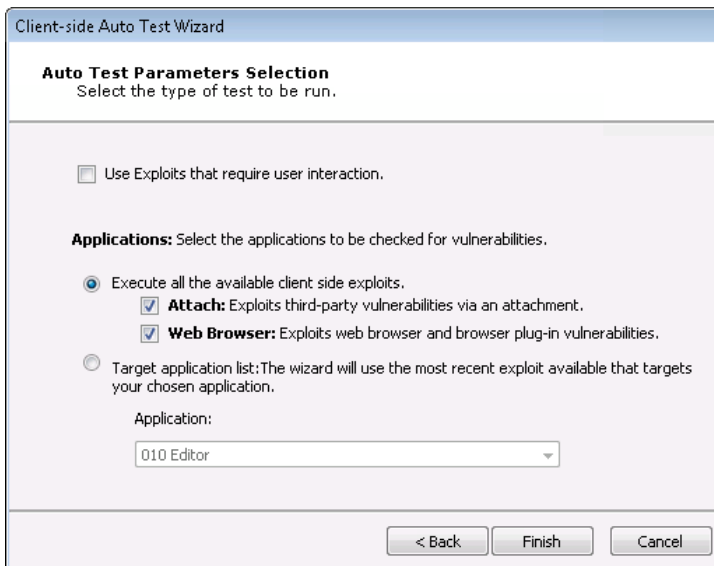 Client-side Auto Test Wizard
Auto Test Parameters Selection
Select the type of test to be run.
Use Exploits that require user interaction.
Applications: Select the applications to be checked for vulnerabilities.
Execute all the available client side exploits.
Attach: Exploits third-party vulnerabilities via an attachment.
Web Browser: Exploits web browser and browser plug-in vulnerabilities.
Target application list:The wizard will use the most recent exploit available that targets
your chosen application.
Application:
010 Editor
< Back Finish Cancel